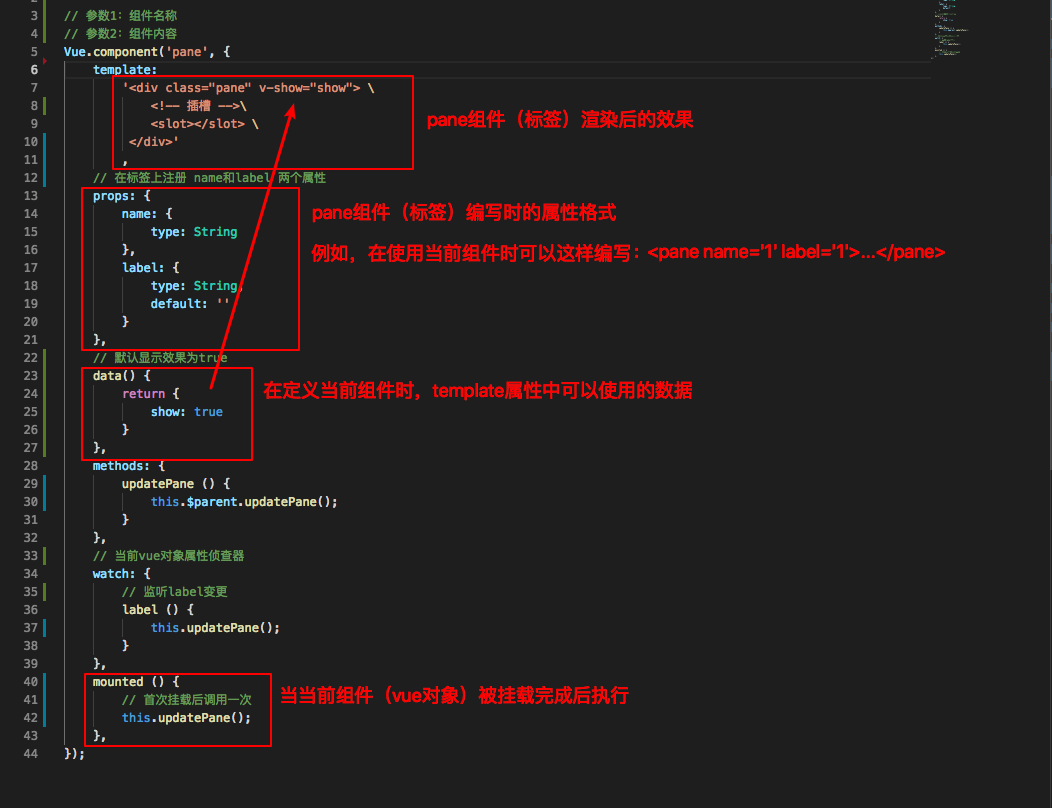 3 // 参数1：组件名称
4 // 参数2：组件内容
5 Vue.component('pane', {
6 template:
7 '<div class="pane" v-show="show"> \
8 <!-- 插槽 -->\
9 <slot></slot> \
10 </div>'
11 ,
pane组件（标签）渲染后的效果
12 // 在标签上注册 name和label 两个属性
13 props: {
14 name: {
15 type: String
16 },
17 label: {
18 type: String,
19 default: ''
20 }
21 },
pane组件（标签）编写时的属性格式
例如，在使用当前组件时可以这样编写：<pane name='1' label='1'>...</pane>
22 // 默认显示效果为true
23 data() {
24 return {
25 show: true
26 }
27 },
在定义当前组件时，template属性中可以使用的数据
28 methods: {
29 updatePane () {
30 this.$parent.updatePane();
31 }
32 },
33 // 当前vue对象属性侦查器
34 watch: {
35 // 监听label变更
36 label () {
37 this.updatePane();
38 }
39 },
40 mounted () {
41 // 首次挂载后调用一次
42 this.updatePane();
43 },
当当前组件（vue对象）被挂载完成后执行
44 });